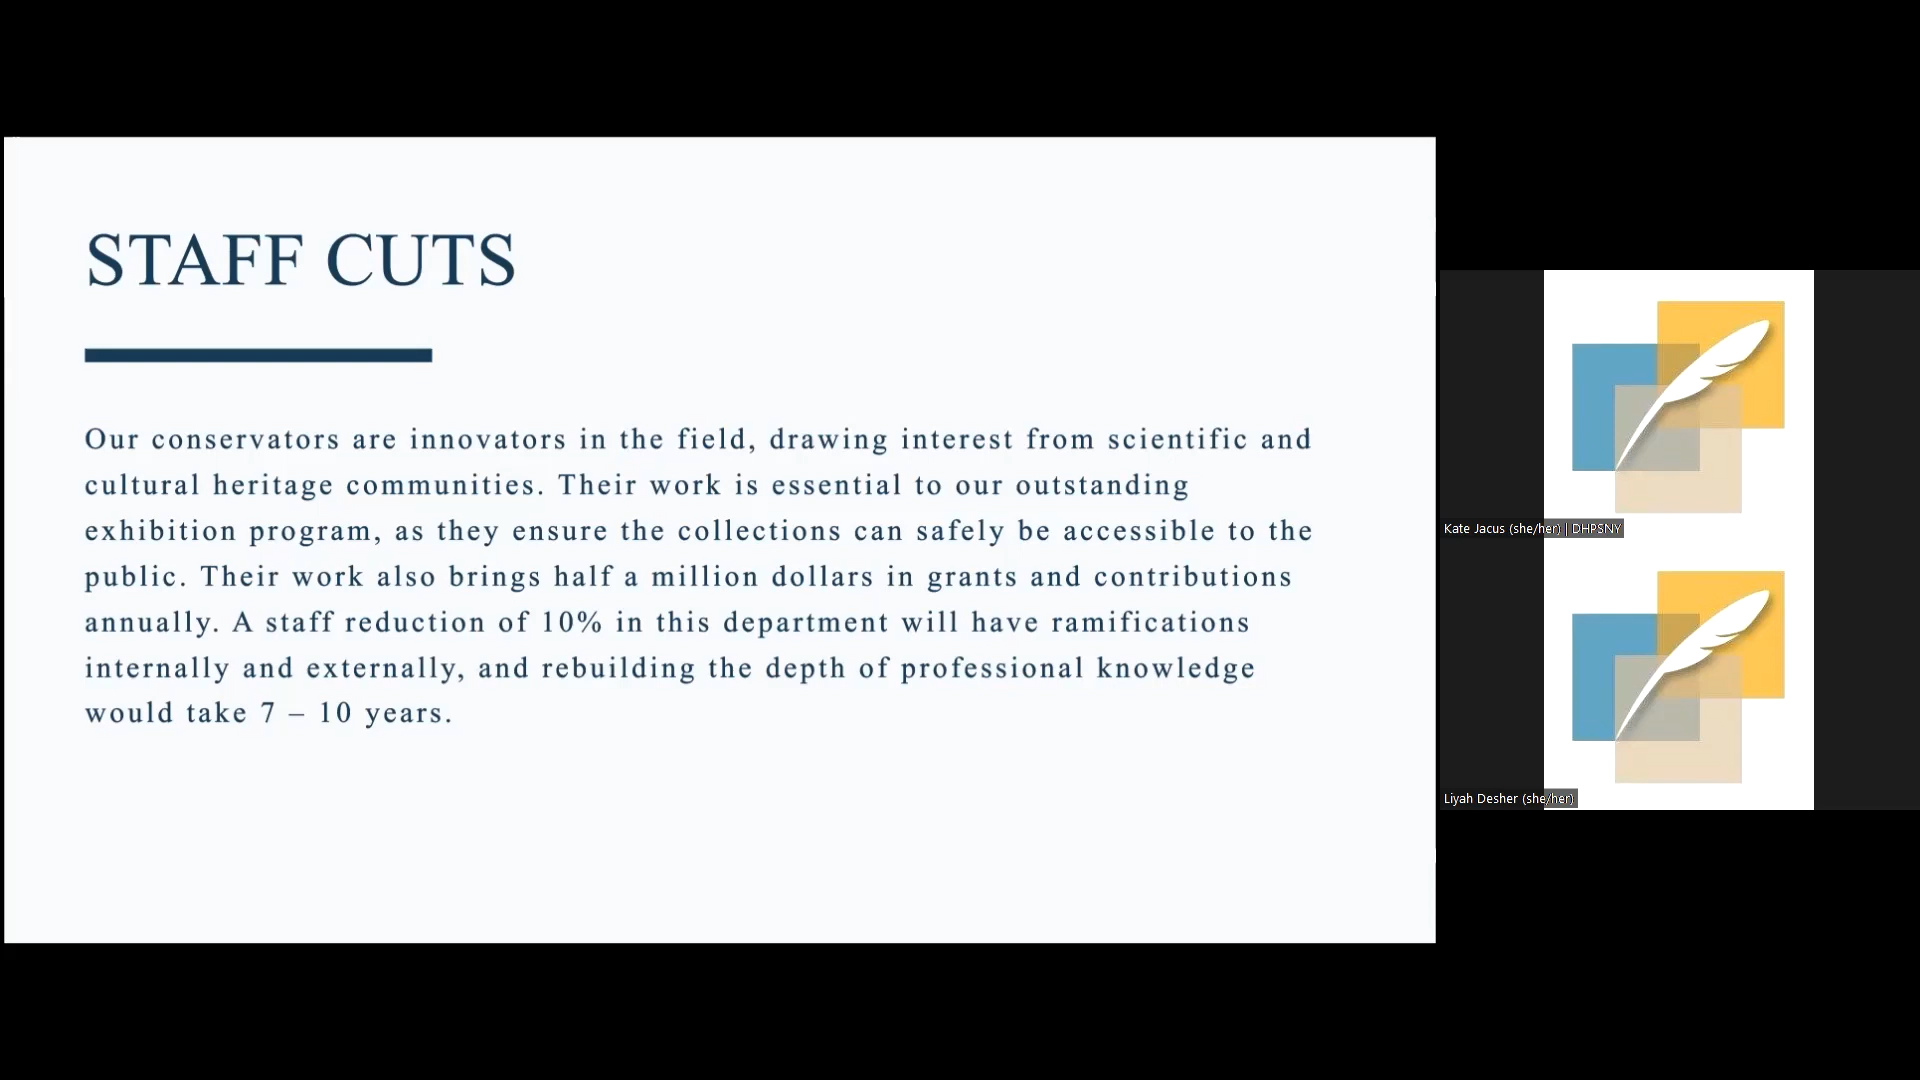 STAFF CUTS
Our conservators are innovators in the field, drawing interest from scientific and
cultural heritage communities. Their work is essential to our outstanding
exhibition program, as they ensure the collections can safely be accessible to the
public. Their work also brings half a million dollars in grants and contributions
annually. A staff reduction of 10% in this department will have ramifications
internally and externally, and rebuilding the depth of professional knowledge
would take 7 – 10 years.
Kate Jacus (she/her) | DHPSNY
Liyah Desher (she/her)